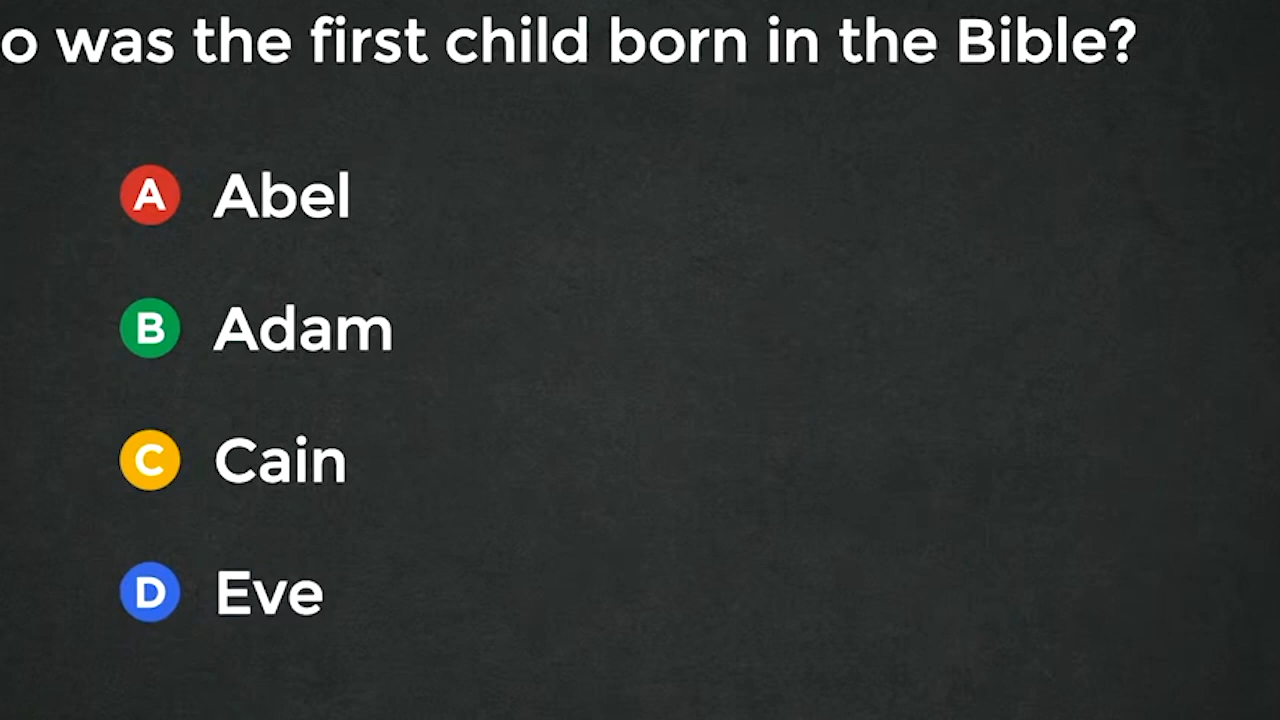 o was the first child born in the Bible?
A Abel
B Adam
C Cain
D Eve